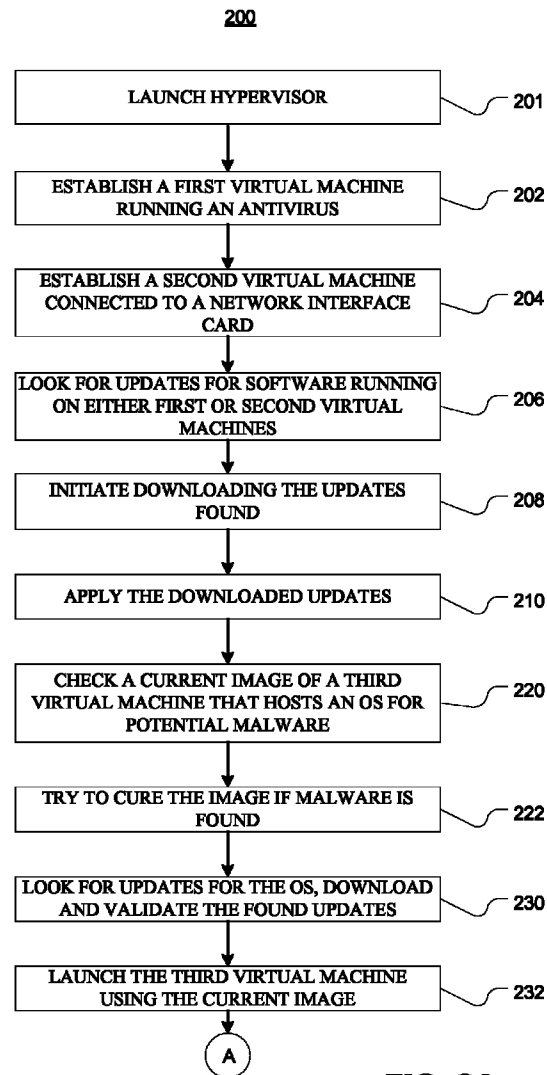 200
LAUNCH HYPERVISOR
201
ESTABLISH A FIRST VIRTUAL MACHINE
RUNNING AN ANTIVIRUS
202
ESTABLISH A SECOND VIRTUAL MACHINE
CONNECTED TO A NETWORK INTERFACE
CARD
204
LOOK FOR UPDATES FOR SOFTWARE RUNNING
ON EITHER FIRST OR SECOND VIRTUAL
MACHINES
206
INITIATE DOWNLOADING THE UPDATES
FOUND
208
APPLY THE DOWNLOADED UPDATES
210
CHECK A CURRENT IMAGE OF A THIRD
VIRTUAL MACHINE THAT HOSTS AN OS FOR
POTENTIAL MALWARE
220
TRY TO CURE THE IMAGE IF MALWARE IS
FOUND
222
LOOK FOR UPDATES FOR THE OS, DOWNLOAD
AND VALIDATE THE FOUND UPDATES
230
LAUNCH THE THIRD VIRTUAL MACHINE
USING THE CURRENT IMAGE
232
A